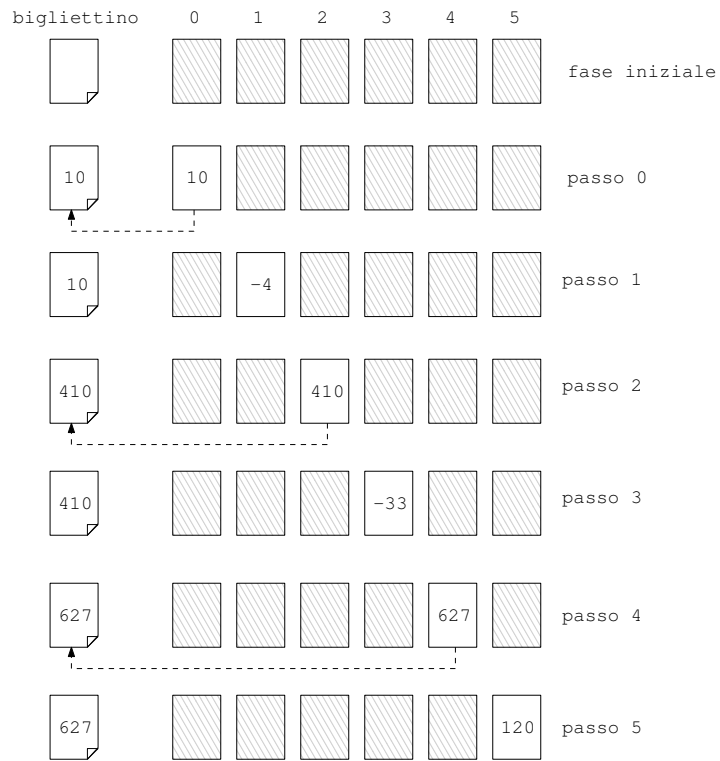 bigliettino 0 1 2 3 4 5
fase iniziale
10 10 passo 0
10 -4 passo 1
410 410 passo 2
410 -33 passo 3
627 627 passo 4
627 120 passo 5